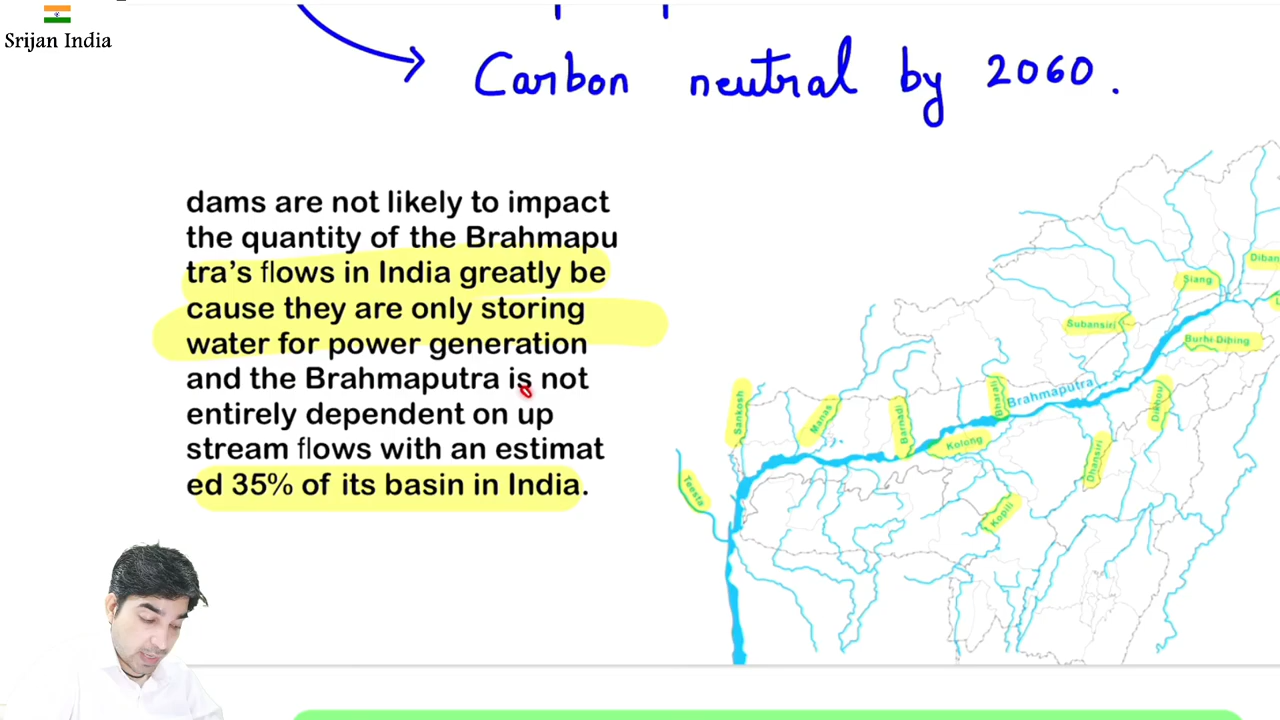 Srijan India
Carbon neutral by 2060.
dams are not likely to impact
the quantity of the Brahmapu
tra's flows in India greatly be
cause they are only storing
water for power generation
and the Brahmaputra is not
entirely dependent on up
stream flows with an estimat
ed 35% of its basin in India.
Diban
Siang
Subansiri
Burhi-Dihing
Brahmaputra
Sankosh
Manas
Barnadi
Bharali
Dikhou
Kolong
Dhansiri
Teesta
Kopili